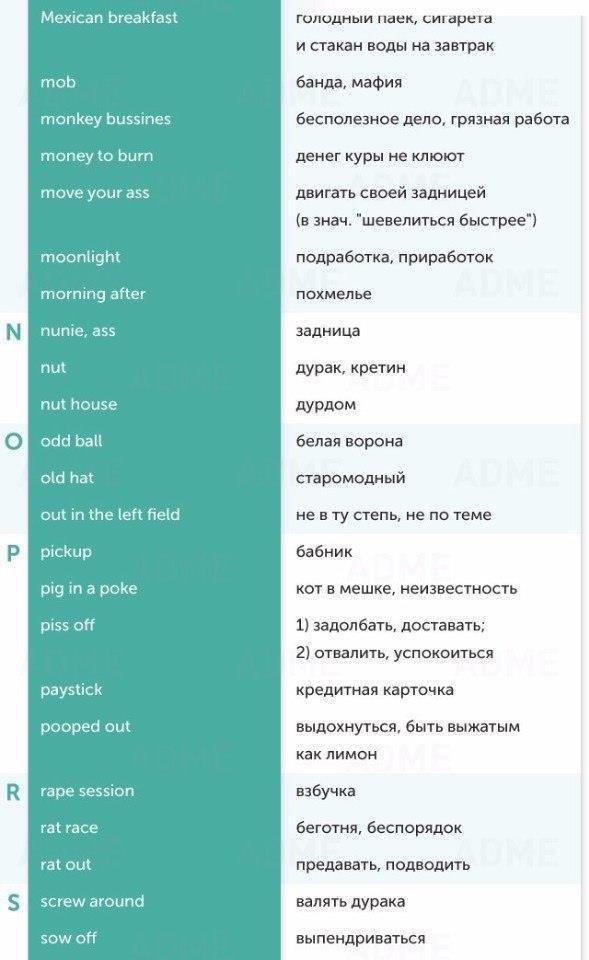 Mexican breakfast голодный паек, сигарета
и стакан воды на завтрак
mob банда, мафия
monkey bussines бесполезное дело, грязная работа
money to burn денег куры не клюют
move your ass двигать своей задницей
(в знач. "шевелиться быстрее")
moonlight подработка, приработок
morning after похмелье
N nunie, ass задница
nut дурак, кретин
nut house дурдом
O odd ball белая ворона
old hat старомодный
out in the left field не в ту степь, не по теме
P pickup бабник
pig in a poke кот в мешке, неизвестность
piss off 1) задолбать, доставать;
2) отвалить, успокоиться
paystick кредитная карточка
pooped out выдохнуться, быть выжатым
как лимон
R rape session взбучка
rat race беготня, беспорядок
rat out предавать, подводить
S screw around валять дурака
sow off выпендриваться
ADME